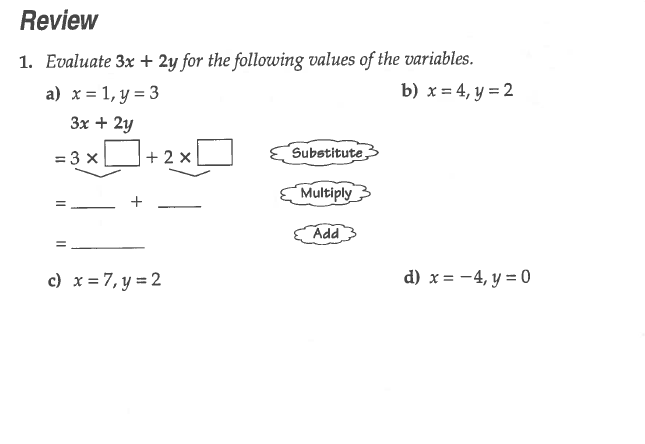 Review
1. Evaluate 3x + 2y for the following values of the variables.
a) x = 1, y = 3
b) x = 4, y = 2
3x + 2y
= 3 × + 2 ×
Substitute
= ____ + ____
Multiply
= ____
Add
c) x = 7, y = 2
d) x = −4, y = 0